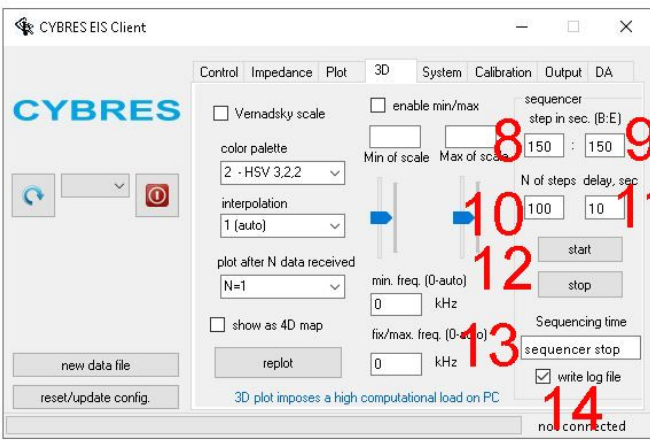 CYBRES EIS Client
Control Impedance Plot 3D System Calibration Output DA
CYBRES
Vernadsky scale
color palette
2 - HSV 3,2,2
interpolation
1 (auto)
plot after N data received
N=1
show as 4D map
replot
enable min/max
Min of scale Max of scale
min. freq. (0-auto)
0 kHz
fix/max. freq. (0-auto)
0 kHz
sequencer
step in sec. (B:E)
8 150 : 150 9
N of steps delay, sec
10 100 10 11
12 start
stop
Sequencing time
13 sequencer stop
write log file
14
new data file
reset/update config.
3D plot imposes a high computational load on PC
not connected